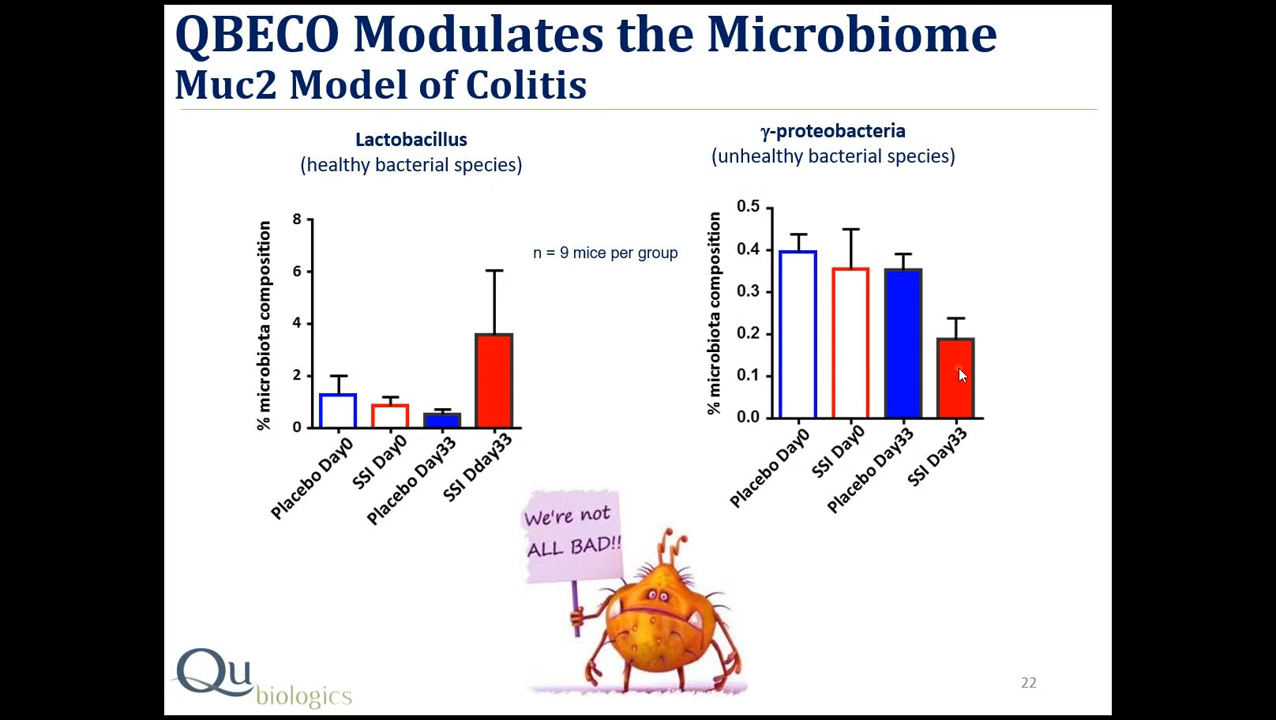 QBECO Modulates the Microbiome
Muc2 Model of Colitis
Lactobacillus
(healthy bacterial species)
% microbiota composition
8
6
4
2
0
Placebo Day0
SSI Day0
Placebo Day33
SSI Dday33
n = 9 mice per group
γ-proteobacteria
(unhealthy bacterial species)
% microbiota composition
0.5
0.4
0.3
0.2
0.1
0.0
Placebo Day0
SSI Day0
Placebo Day33
SSI Day33
We're not
ALL BAD!!
Qu
biologics
22